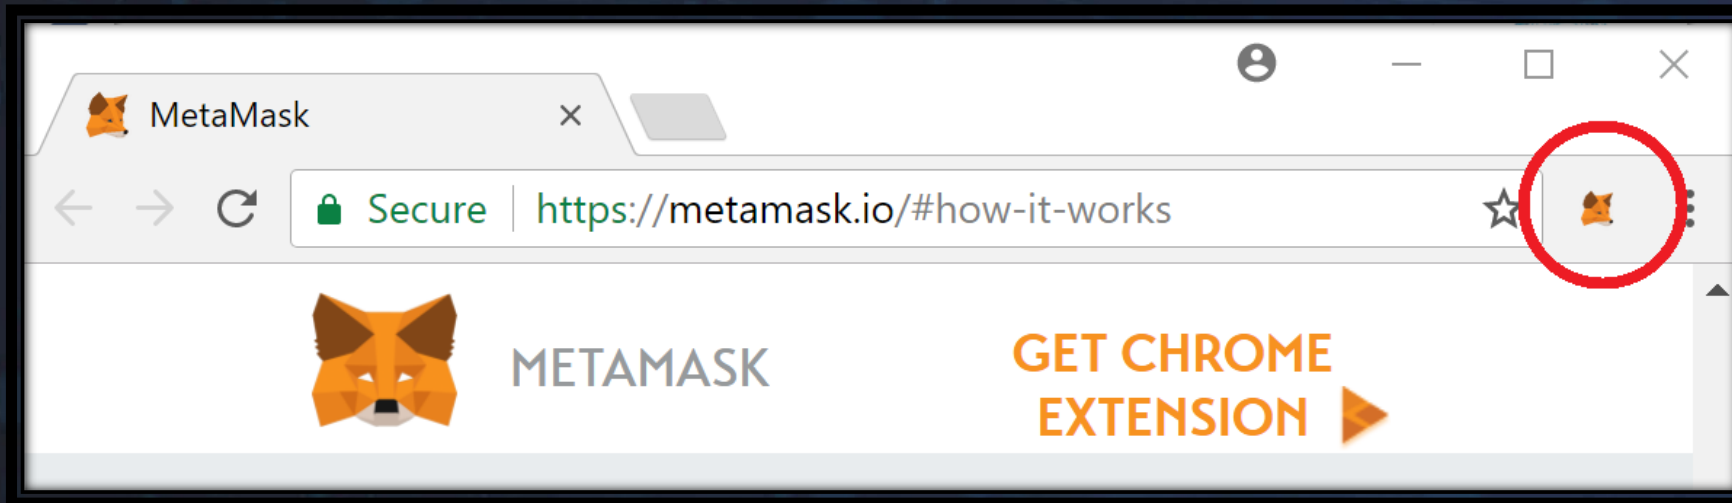 MetaMask
Secure https://metamask.io/#how-it-works
METAMASK
GET CHROME
EXTENSION